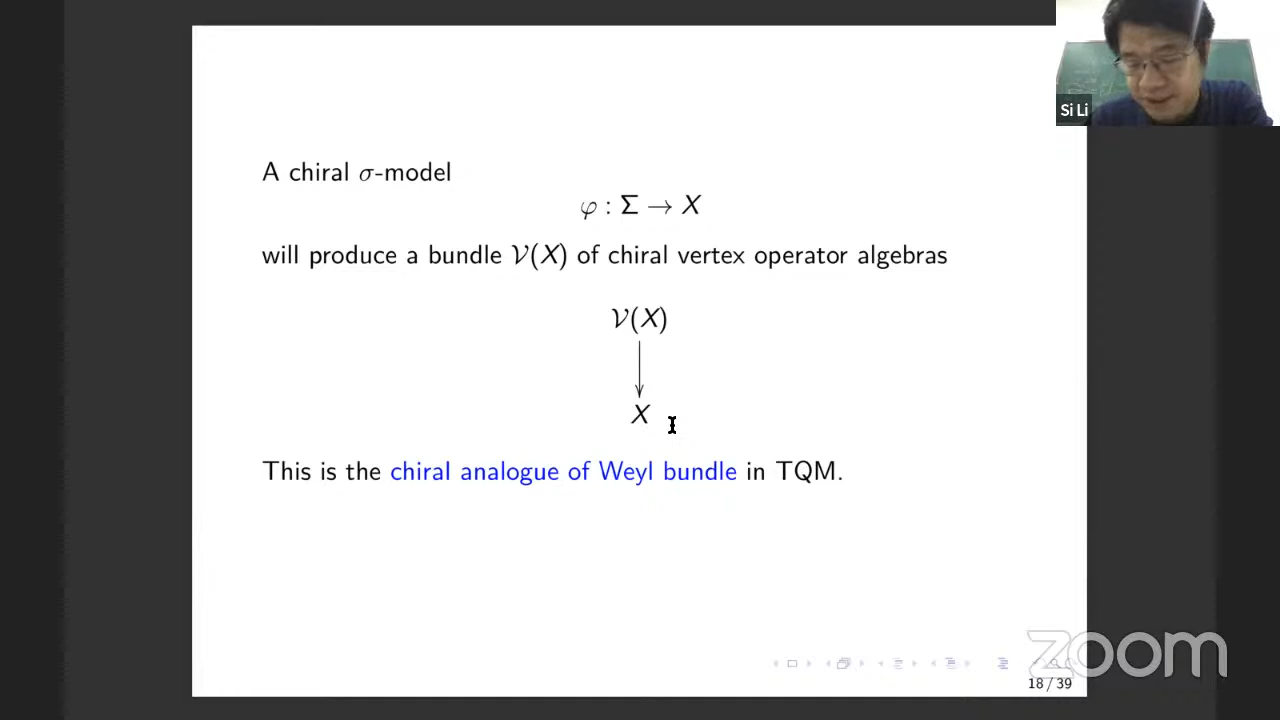 A chiral σ-model
φ : Σ → X
will produce a bundle 𝒱(X) of chiral vertex operator algebras
𝒱(X)
X
This is the chiral analogue of Weyl bundle in TQM.
18 / 39
Si Li
zoom